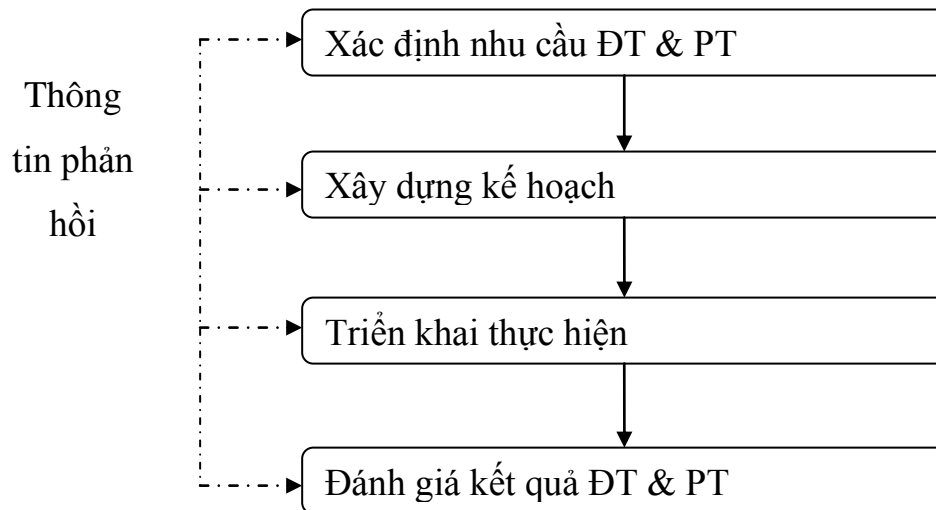 Xác định nhu cầu ĐT & PT
Thông
tin phản
hồi
Xây dựng kế hoạch
Triển khai thực hiện
Đánh giá kết quả ĐT & PT